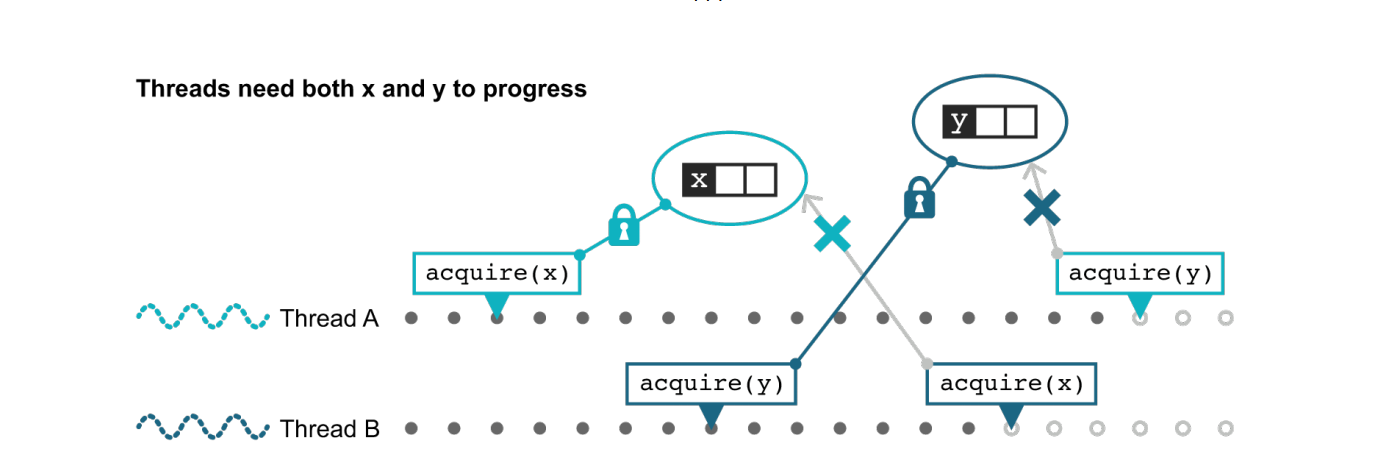 Threads need both x and y to progress
y
x
acquire(x)
acquire(y)
Thread A
acquire(y)
acquire(x)
Thread B